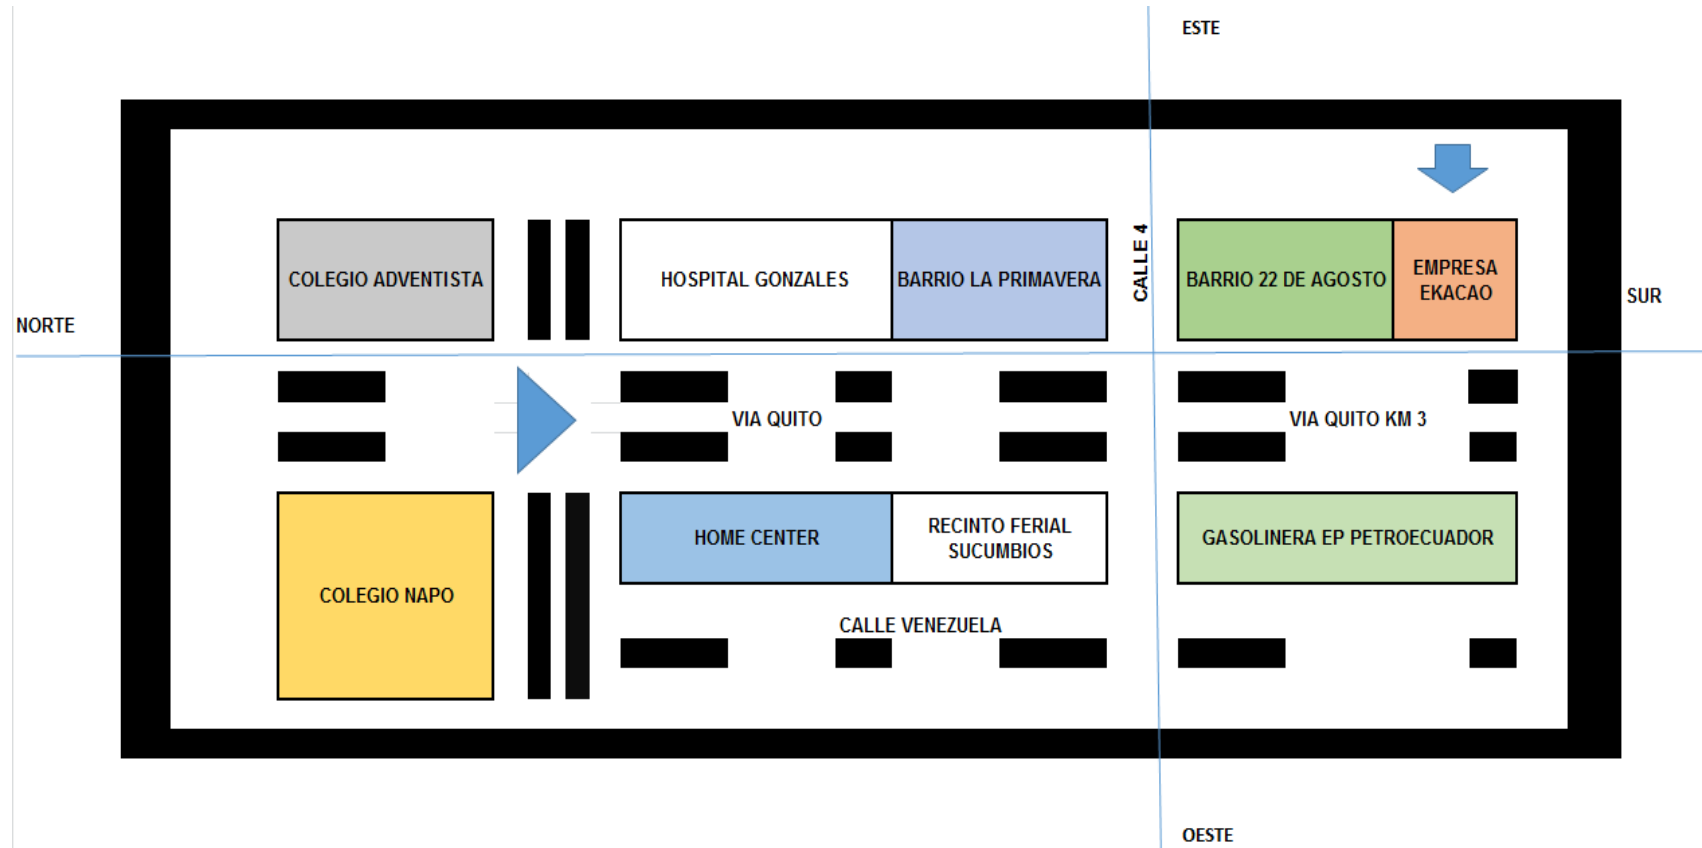 ESTE
CALLE 4
COLEGIO ADVENTISTA
HOSPITAL GONZALES
BARRIO LA PRIMAVERA
BARRIO 22 DE AGOSTO
EMPRESA
EKACAO
NORTE
SUR
VIA QUITO
VIA QUITO KM 3
COLEGIO NAPO
HOME CENTER
RECINTO FERIAL
SUCUMBIOS
GASOLINERA EP PETROECUADOR
CALLE VENEZUELA
OESTE